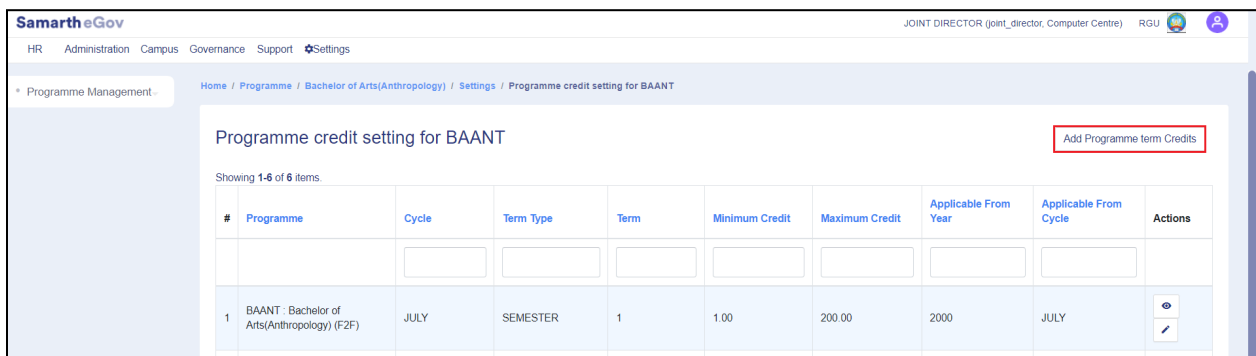 Samarth eGov
JOINT DIRECTOR (joint_director, Computer Centre) RGU
HR Administration Campus Governance Support Settings
Programme Management
Home / Programme / Bachelor of Arts(Anthropology) / Settings / Programme credit setting for BAANT
Programme credit setting for BAANT
Add Programme term Credits
Showing 1-6 of 6 items.
# Programme Cycle Term Type Term Minimum Credit Maximum Credit Applicable From Year Applicable From Cycle Actions
1 BAANT : Bachelor of Arts(Anthropology) (F2F) JULY SEMESTER 1 1.00 200.00 2000 JULY